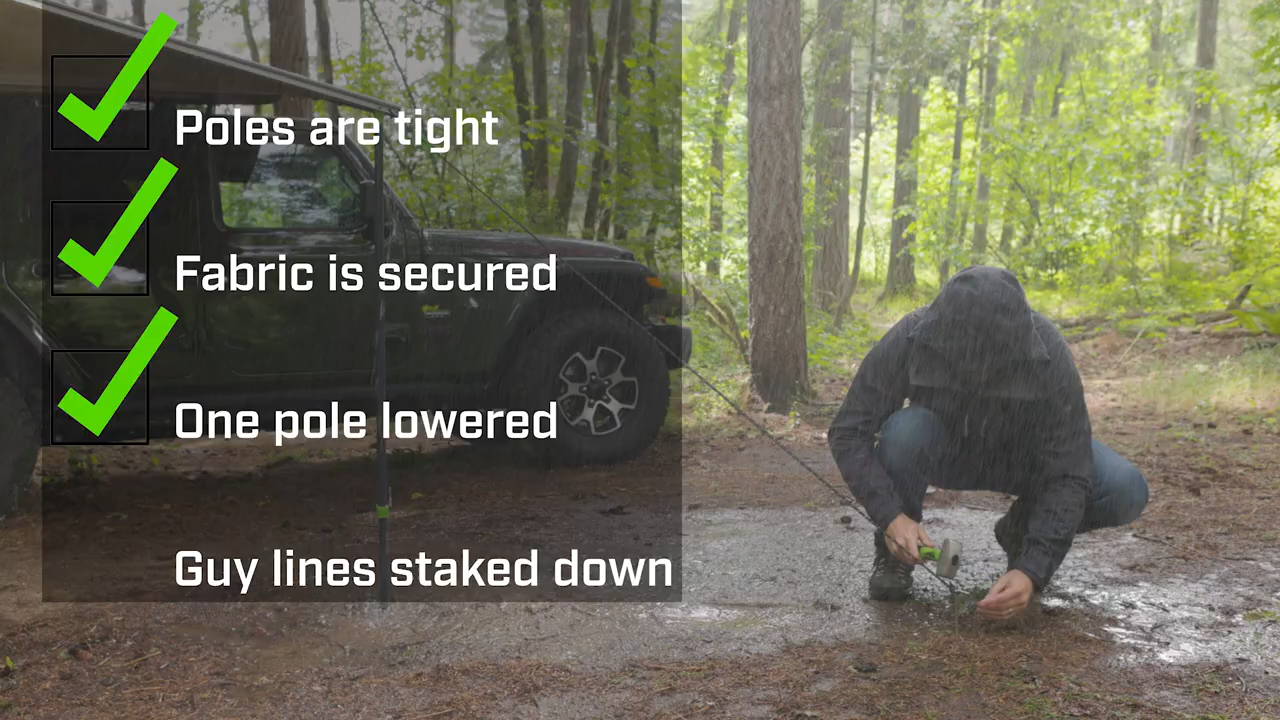 Poles are tight
Fabric is secured
One pole lowered
Guy lines staked down